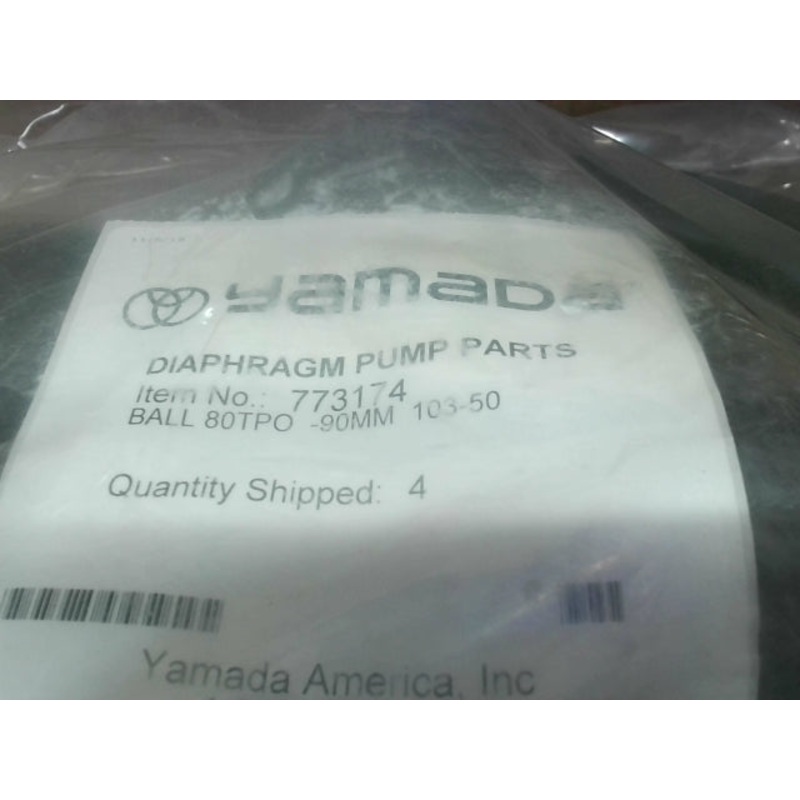 yamada
DIAPHRAGM PUMP PARTS
Item No.: 773174
BALL 80TPO -90MM 103-50
Quantity Shipped: 4
Yamada America, Inc